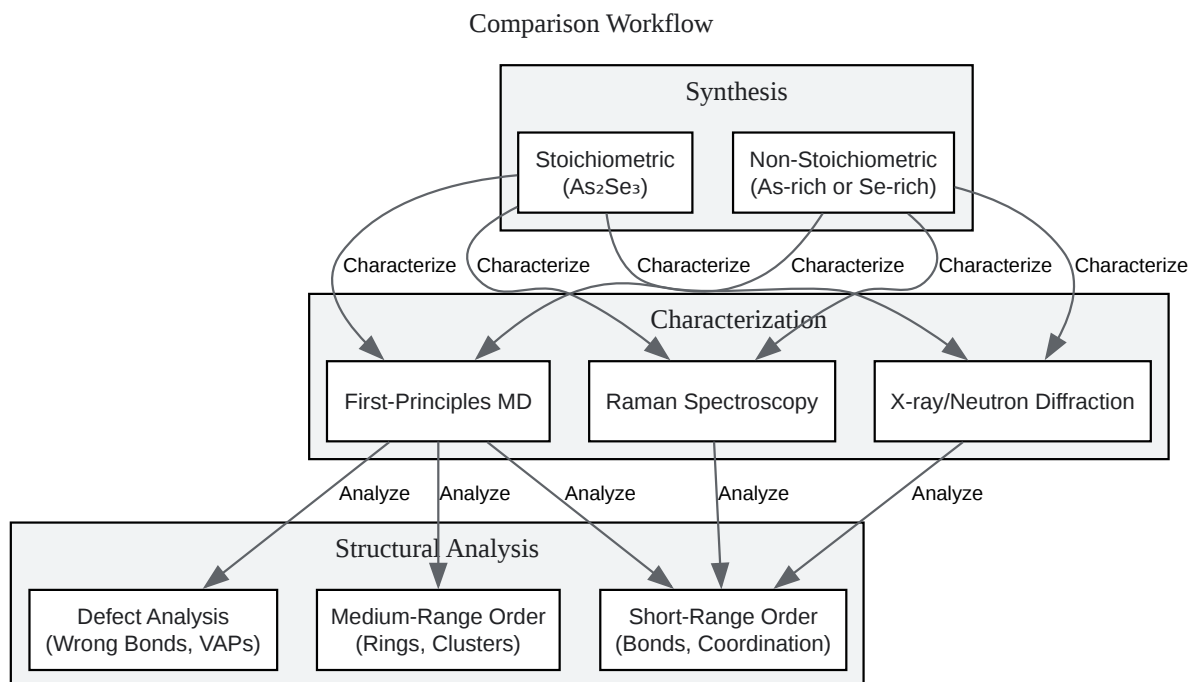 Comparison Workflow
Synthesis
Stoichiometric
(As₂Se₃)
Non-Stoichiometric
(As-rich or Se-rich)
Characterize
Characterize
Characterize
Characterize
Characterize
Characterize
Characterization
First-Principles MD
Raman Spectroscopy
X-ray/Neutron Diffraction
Analyze
Analyze
Analyze
Analyze
Analyze
Structural Analysis
Defect Analysis
(Wrong Bonds, VAPs)
Medium-Range Order
(Rings, Clusters)
Short-Range Order
(Bonds, Coordination)